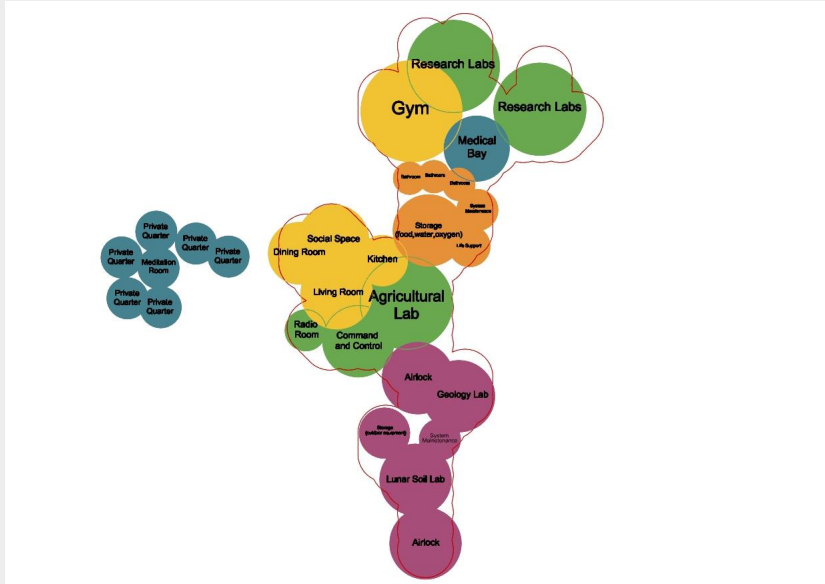 Research Labs
Gym
Research Labs
Medical
Bay
Bathroom
Bathroom
Bathroom
System
Maintenance
Storage
(food,water,oxygen)
Life Support
Social Space
Dining Room
Kitchen
Living Room
Agricultural
Lab
Radio
Room
Command
and Control
Private
Quarter
Private
Quarter
Private
Quarter
Private
Quarter
Meditation
Room
Private
Quarter
Private
Quarter
Airlock
Geology Lab
Storage
System
Maintenance
Lunar Soil Lab
Airlock